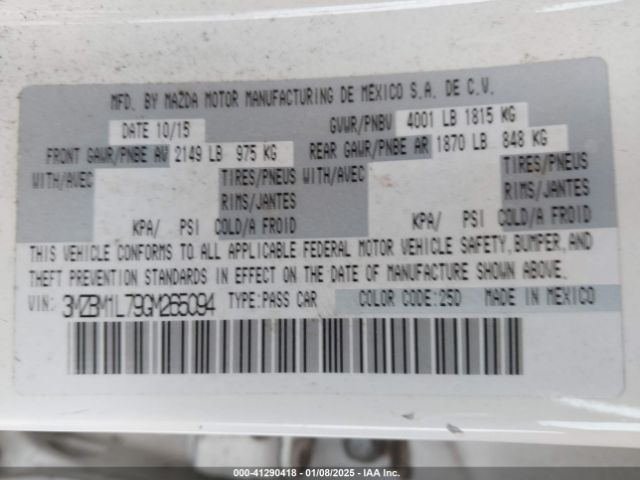 MFD. BY MAZDA MOTOR MANUFACTURING DE MÉXICO S.A. DE C.V.
DATE 10/15 GVWR/PNBV 4001 LB 1815 KG
FRONT GAWR/PNBE AV 2149 LB 975 KG REAR GAWR/PNBE AR 1870 LB 848 KG
WITH/AVEC TIRES/PNEUS WITH/AVEC TIRES/PNEUS
RIMS/JANTES RIMS/JANTES
KPA/ PSI COLD/A FROID KPA/ PSI COLD/A FROID
THIS VEHICLE CONFORMS TO ALL APPLICABLE FEDERAL MOTOR VEHICLE SAFETY, BUMPER, AND
THEFT PREVENTION STANDARDS IN EFFECT ON THE DATE OF MANUFACTURE SHOWN ABOVE.
VIN: 3MZBM1L79GM265094 TYPE:PASS CAR COLOR CODE:25D MADE IN MEXICO
000-41290418 - 01/08/2025 - IAA Inc.